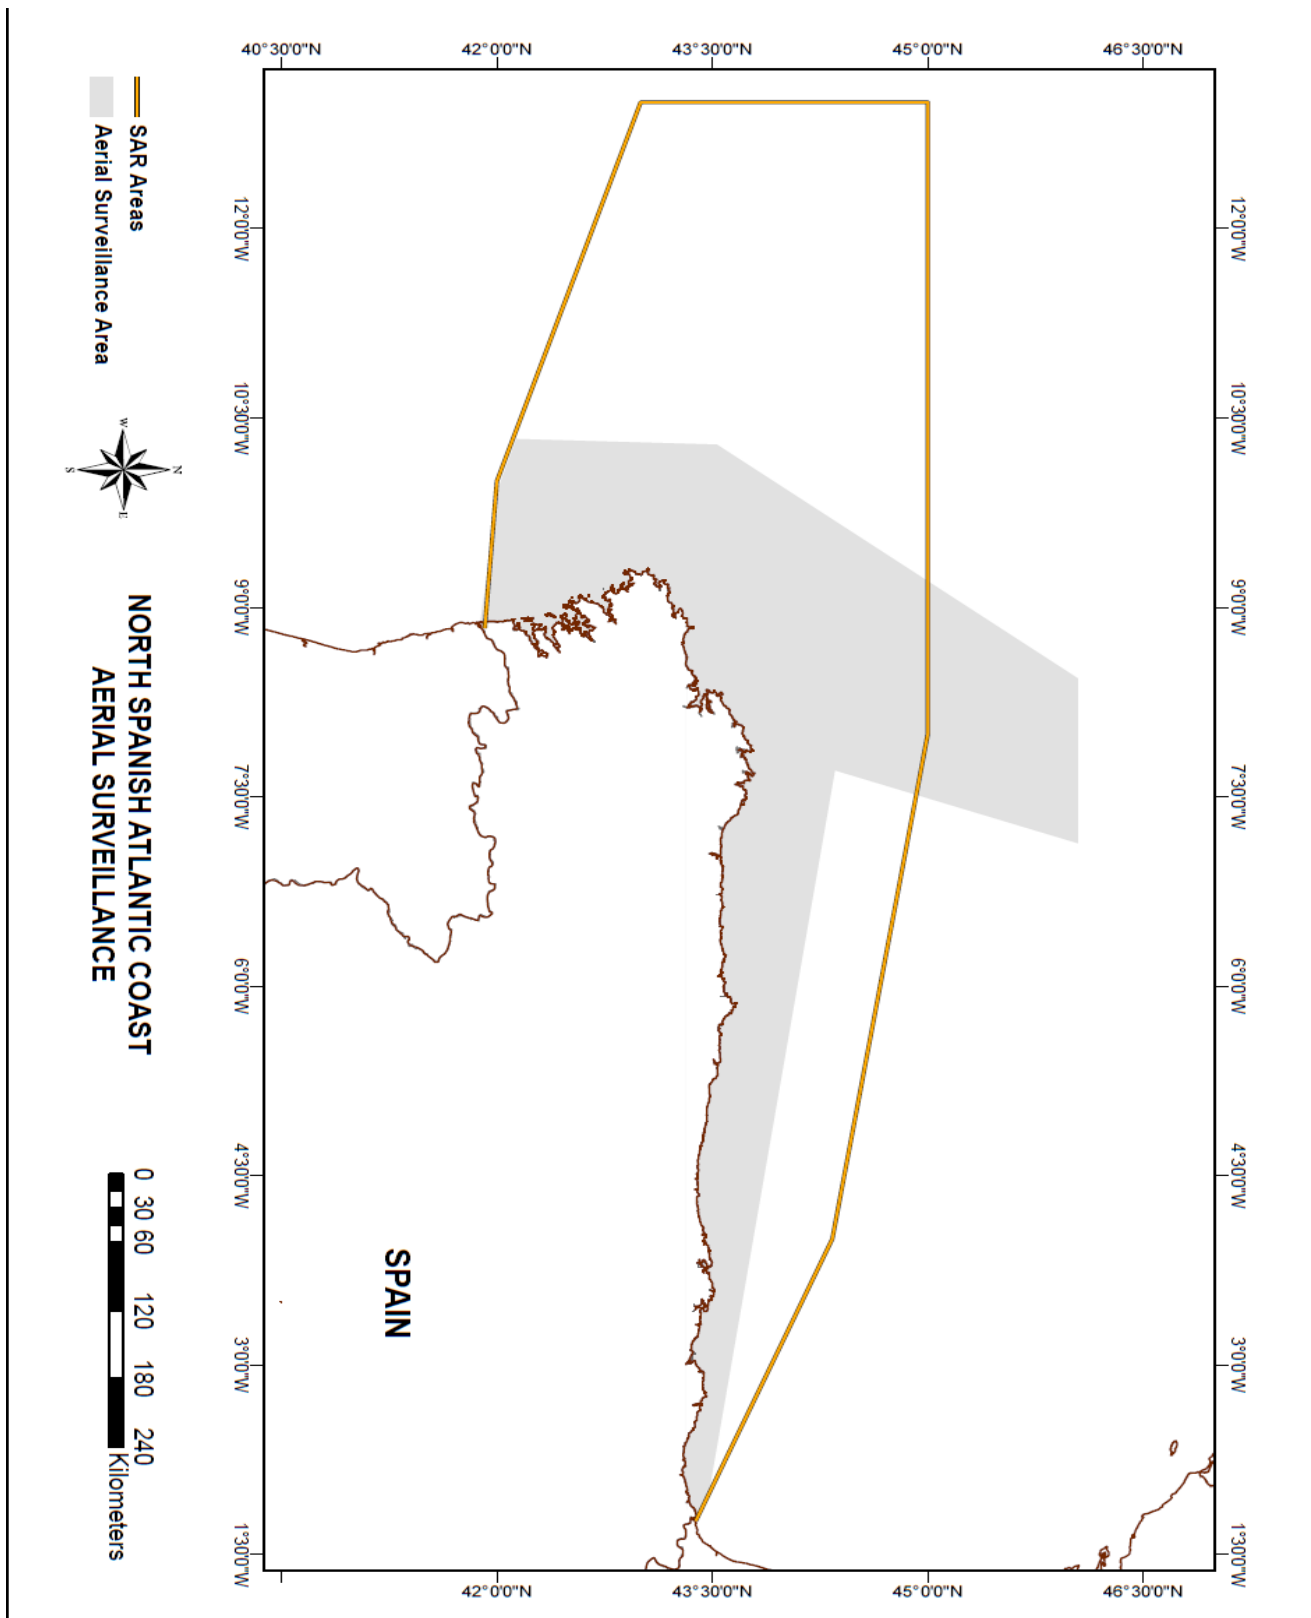 40°30'0"N 42°0'0"N 43°30'0"N 45°0'0"N 46°30'0"N
12°0'0"W
10°30'0"W
9°0'0"W
7°30'0"W
6°0'0"W
4°30'0"W
3°0'0"W
1°30'0"W
12°0'0"W
10°30'0"W
9°0'0"W
7°30'0"W
6°0'0"W
4°30'0"W
3°0'0"W
1°30'0"W
42°0'0"N 43°30'0"N 45°0'0"N 46°30'0"N
SPAIN
SAR Areas
Aerial Surveillance Area
N
W
E
S
NORTH SPANISH ATLANTIC COAST
AERIAL SURVEILLANCE
0 30 60 120 180 240
Kilometers